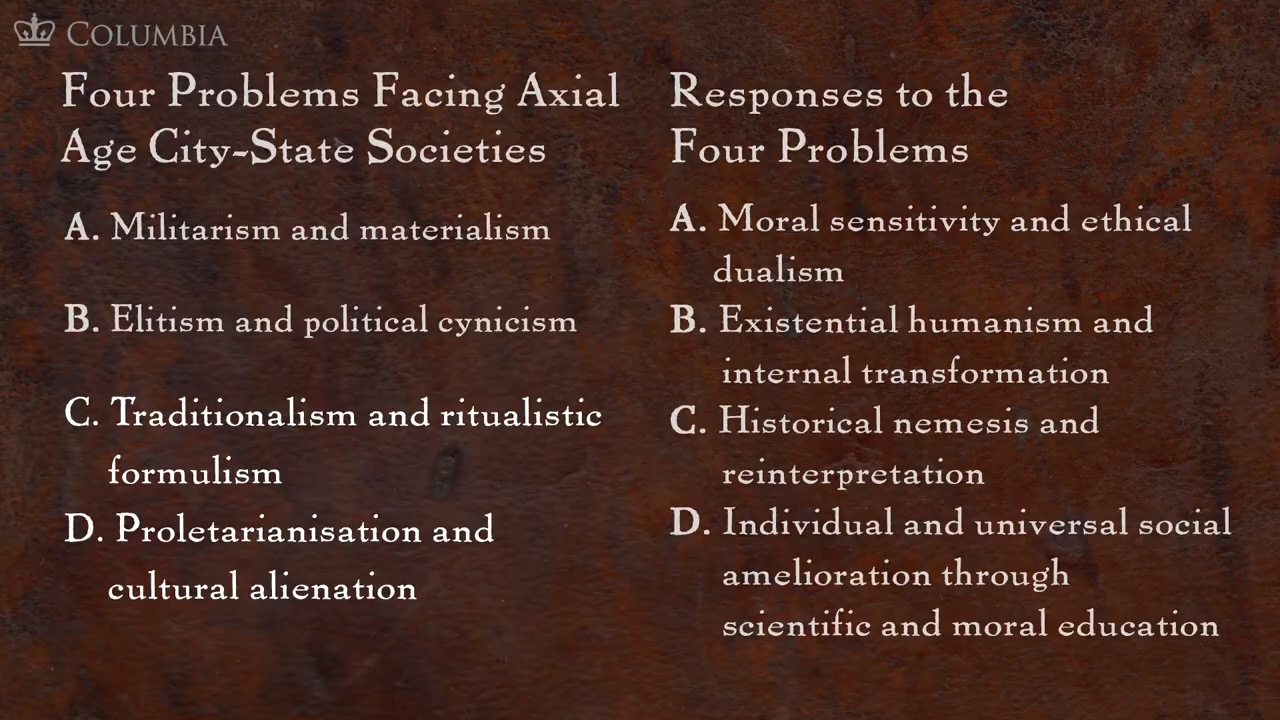 COLUMBIA
Four Problems Facing Axial
Age City-State Societies
A. Militarism and materialism
B. Elitism and political cynicism
C. Traditionalism and ritualistic
formulism
D. Proletarianisation and
cultural alienation
Responses to the
Four Problems
A. Moral sensitivity and ethical
dualism
B. Existential humanism and
internal transformation
C. Historical nemesis and
reinterpretation
D. Individual and universal social
amelioration through
scientific and moral education